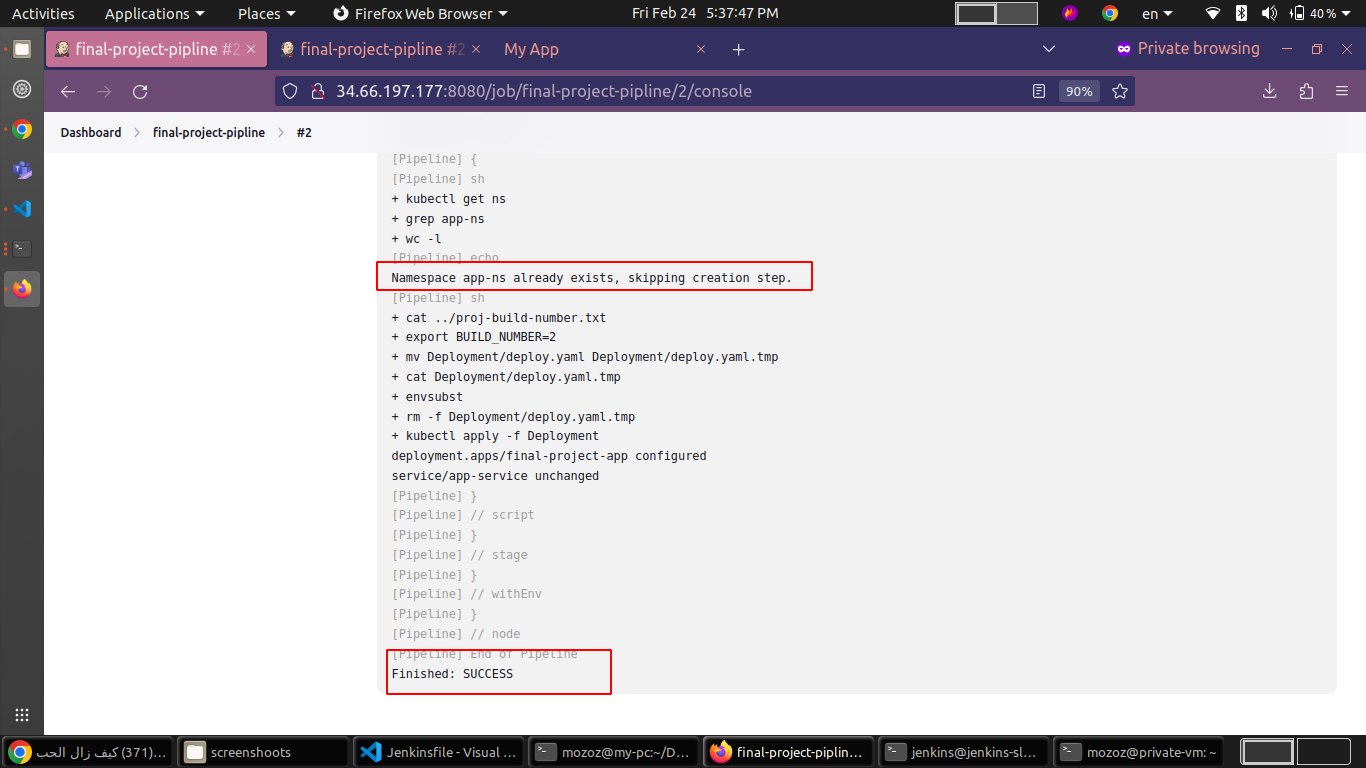 Activities Applications Places Firefox Web Browser Fri Feb 24 5:37:47 PM en 40 %
final-project-pipline #2 final-project-pipline #2 My App Private browsing
34.66.197.177:8080/job/final-project-pipline/2/console 90%
Dashboard final-project-pipline #2
[Pipeline] {
[Pipeline] sh
+ kubectl get ns
+ grep app-ns
+ wc -l
[Pipeline] echo
Namespace app-ns already exists, skipping creation step.
[Pipeline] sh
+ cat ../proj-build-number.txt
+ export BUILD_NUMBER=2
+ mv Deployment/deploy.yaml Deployment/deploy.yaml.tmp
+ cat Deployment/deploy.yaml.tmp
+ envsubst
+ rm -f Deployment/deploy.yaml.tmp
+ kubectl apply -f Deployment
deployment.apps/final-project-app configured
service/app-service unchanged
[Pipeline] }
[Pipeline] // script
[Pipeline] }
[Pipeline] // stage
[Pipeline] }
[Pipeline] // withEnv
[Pipeline] }
[Pipeline] // node
[Pipeline] End of Pipeline
Finished: SUCCESS
(371) كيف زال الحب... screenshoots Jenkinsfile - Visual ... mozoz@my-pc:~/D... final-project-piplin... jenkins@jenkins-sl... mozoz@private-vm: ~